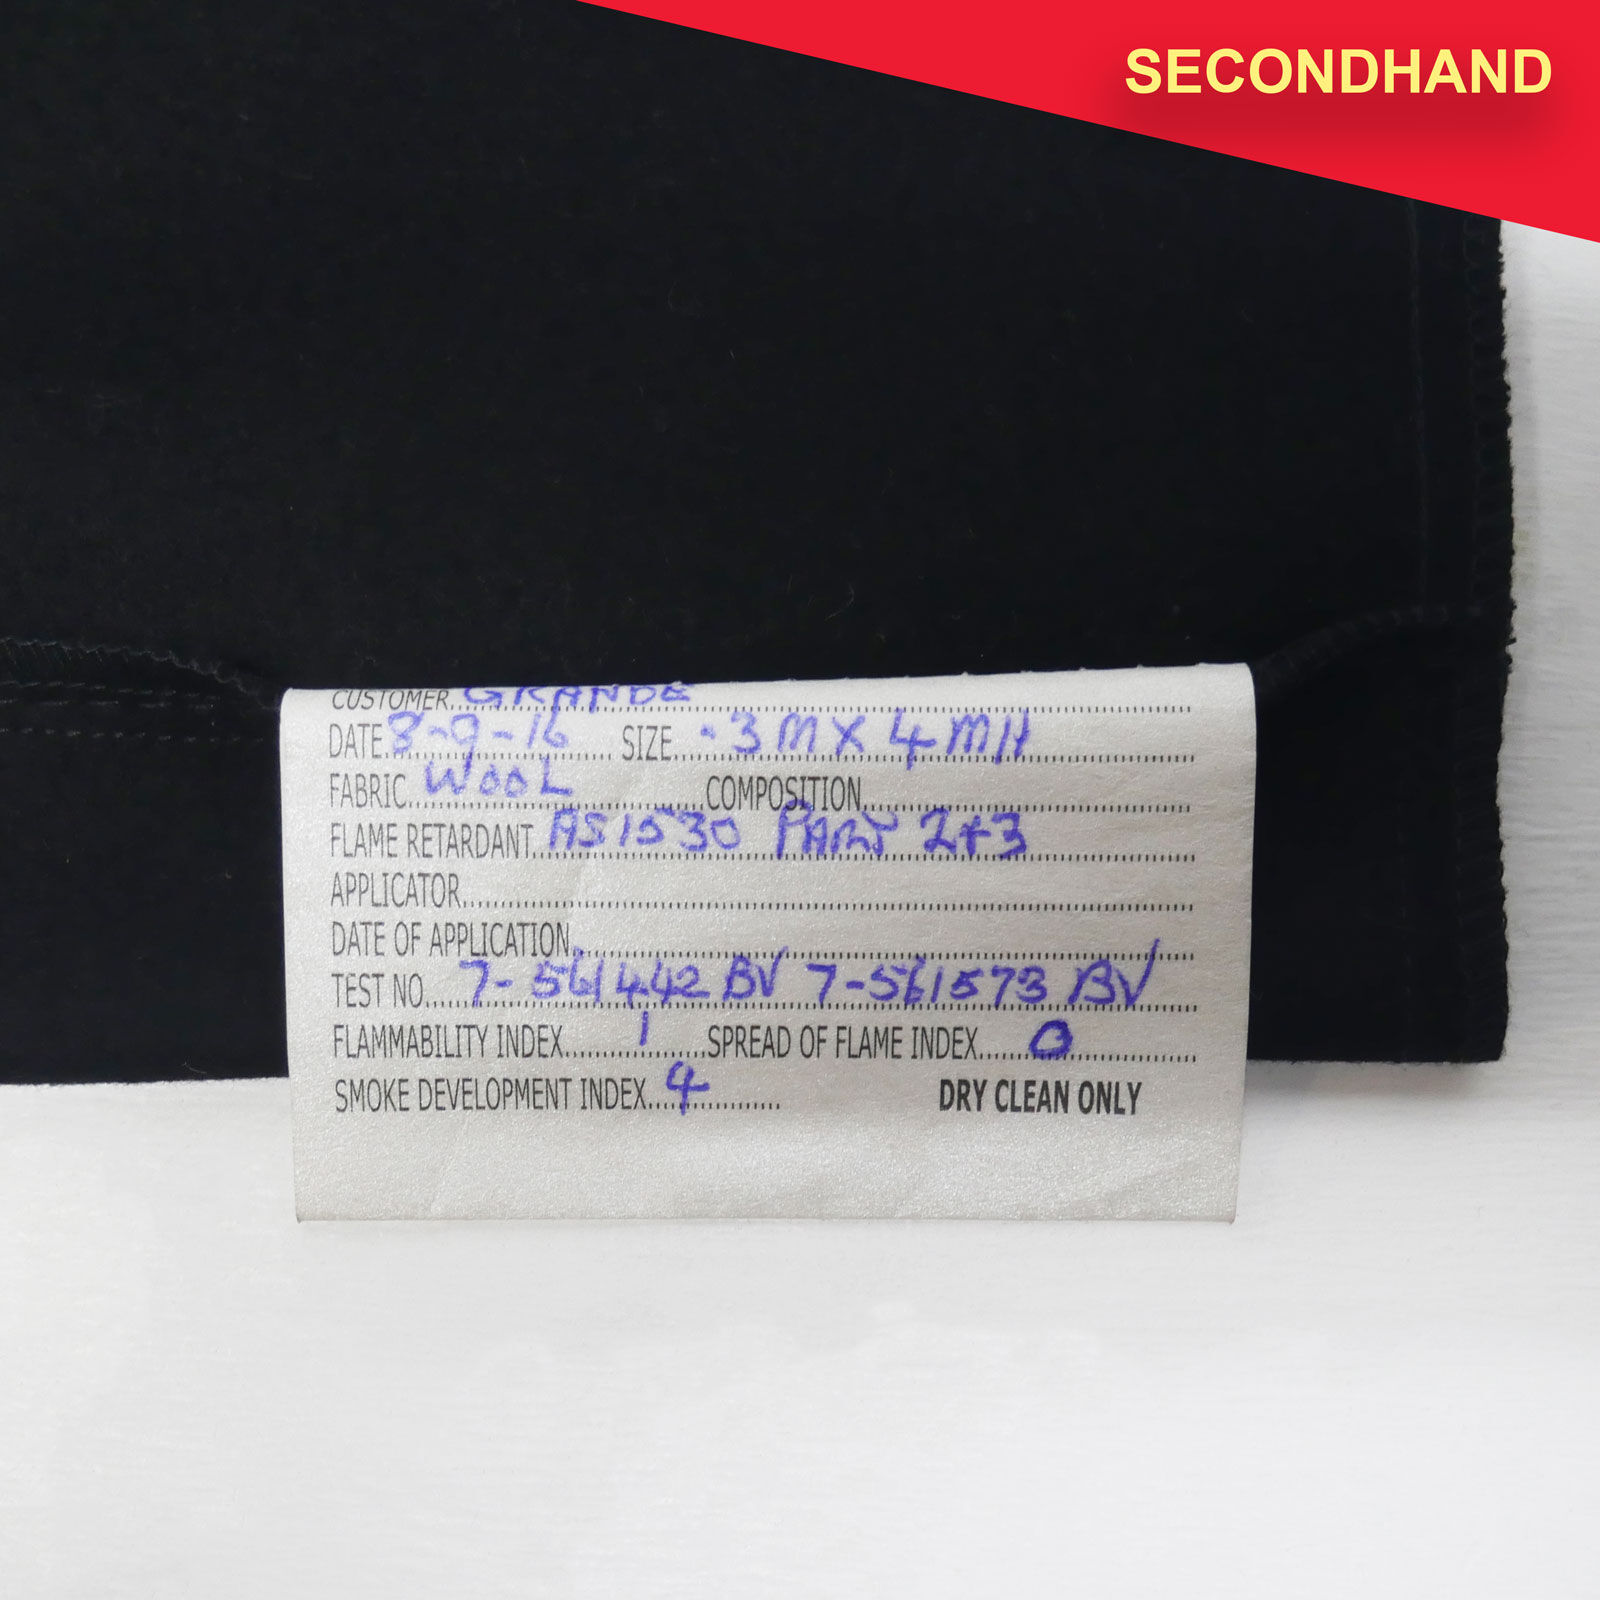 SECONDHAND
CUSTOMER GRANDE
DATE 8-9-16 SIZE .3M X 4MH
FABRIC WOOL COMPOSITION
FLAME RETARDANT AS1530 PART 2+3
APPLICATOR
DATE OF APPLICATION
TEST NO. 7-561442 BV 7-561573 BV
FLAMMABILITY INDEX 1 SPREAD OF FLAME INDEX 0
SMOKE DEVELOPMENT INDEX 4 DRY CLEAN ONLY